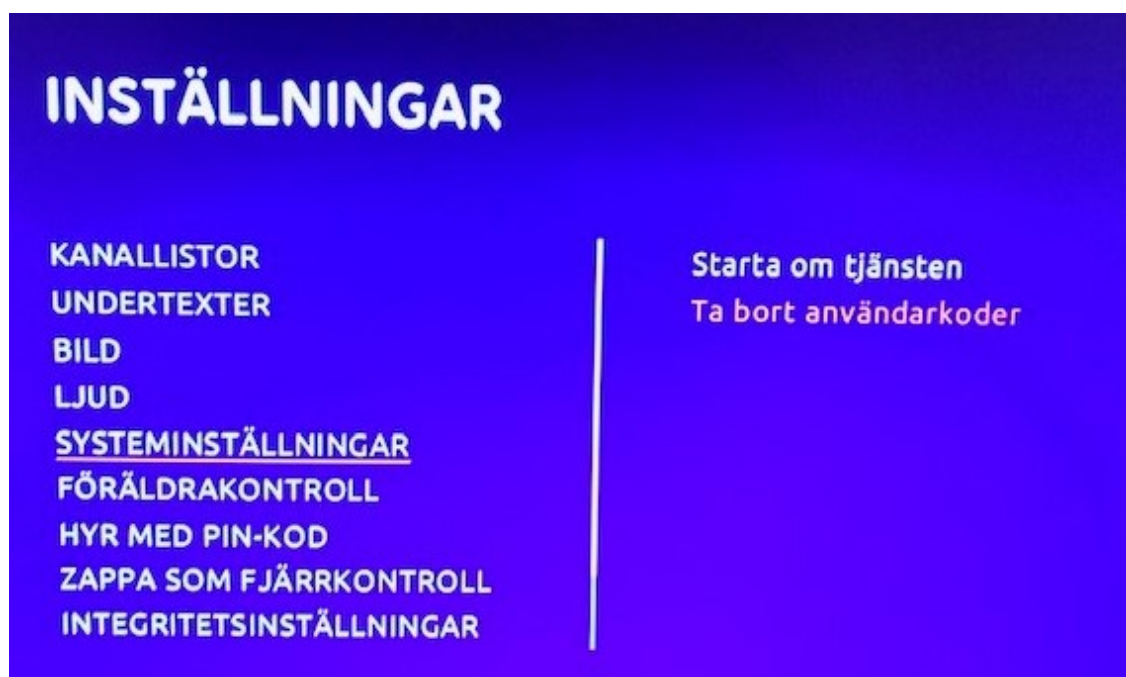 INSTÄLLNINGAR
KANALLISTOR
UNDERTEXTER
BILD
LJUD
SYSTEMINSTÄLLNINGAR
FÖRÄLDRAKONTROLL
HYR MED PIN-KOD
ZAPPA SOM FJÄRRKONTROLL
INTEGRITETSINSTÄLLNINGAR
Starta om tjänsten
Ta bort användarkoder